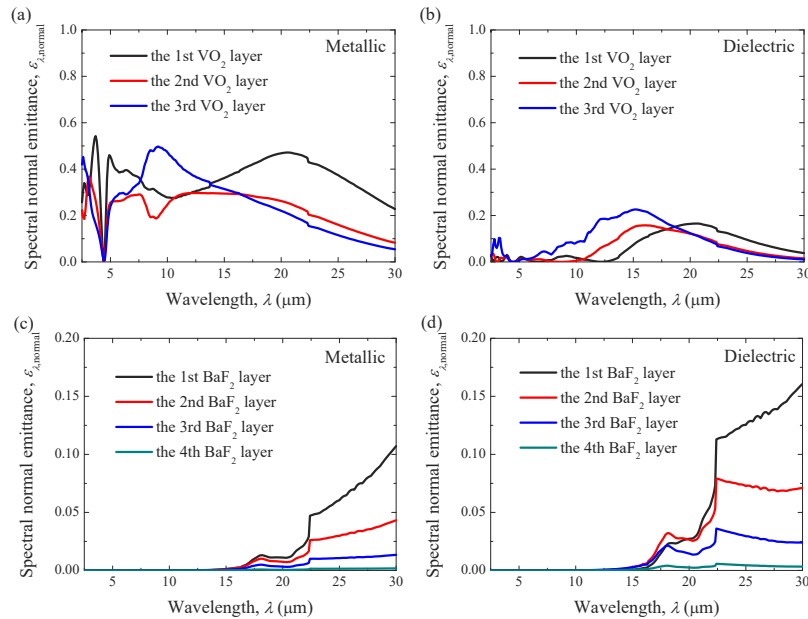 (a)
Spectral normal emittance, ε_λ,normal
1.0
0.8
0.6
0.4
0.2
0.0
Metallic
the 1st VO₂ layer
the 2nd VO₂ layer
the 3rd VO₂ layer
5 10 15 20 25 30
Wavelength, λ (μm)
(b)
Spectral normal emittance, ε_λ,normal
1.0
0.8
0.6
0.4
0.2
0.0
Dielectric
the 1st VO₂ layer
the 2nd VO₂ layer
the 3rd VO₂ layer
5 10 15 20 25 30
Wavelength, λ (μm)
(c)
Spectral normal emittance, ε_λ,normal
0.20
0.15
0.10
0.05
0.00
Metallic
the 1st BaF₂ layer
the 2nd BaF₂ layer
the 3rd BaF₂ layer
the 4th BaF₂ layer
5 10 15 20 25 30
Wavelength, λ (μm)
(d)
Spectral normal emittance, ε_λ,normal
0.20
0.15
0.10
0.05
0.00
Dielectric
the 1st BaF₂ layer
the 2nd BaF₂ layer
the 3rd BaF₂ layer
the 4th BaF₂ layer
5 10 15 20 25 30
Wavelength, λ (μm)